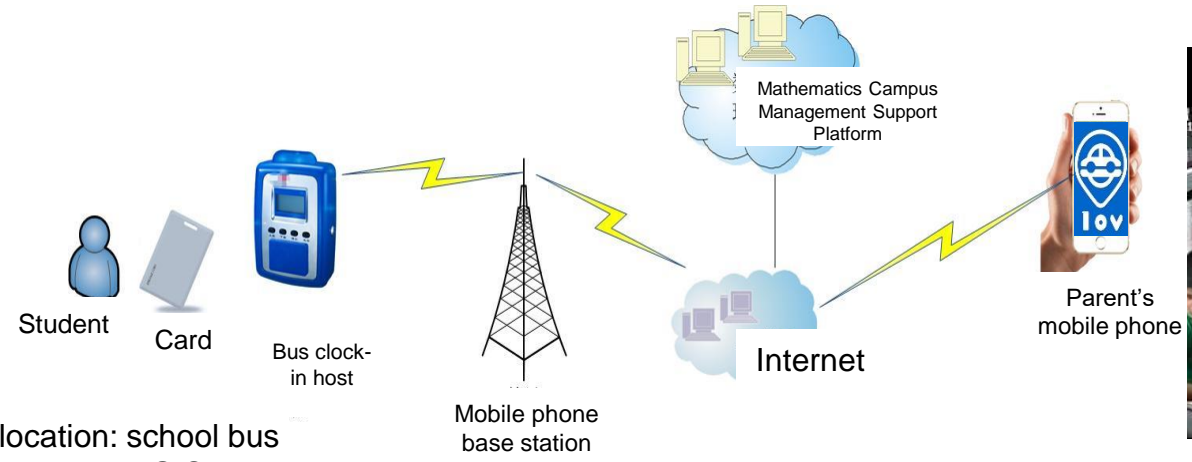 Mathematics Campus
Management Support
Platform
lov
Student
Card
Bus clock-
in host
Mobile phone
base station
Internet
Parent's
mobile phone
location: school bus